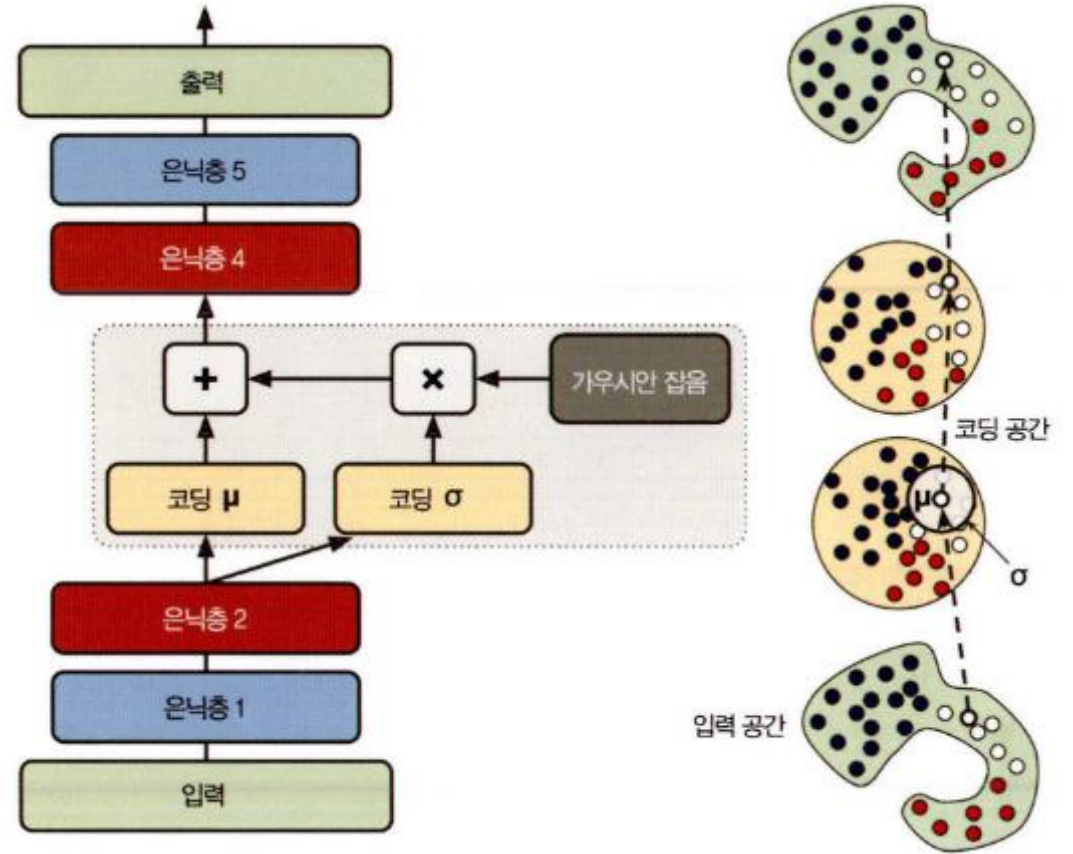 출력
은닉층 5
은닉층 4
+
×
가우시안 잡음
코딩 μ
코딩 σ
은닉층 2
은닉층 1
입력
코딩 공간
μ
σ
입력 공간